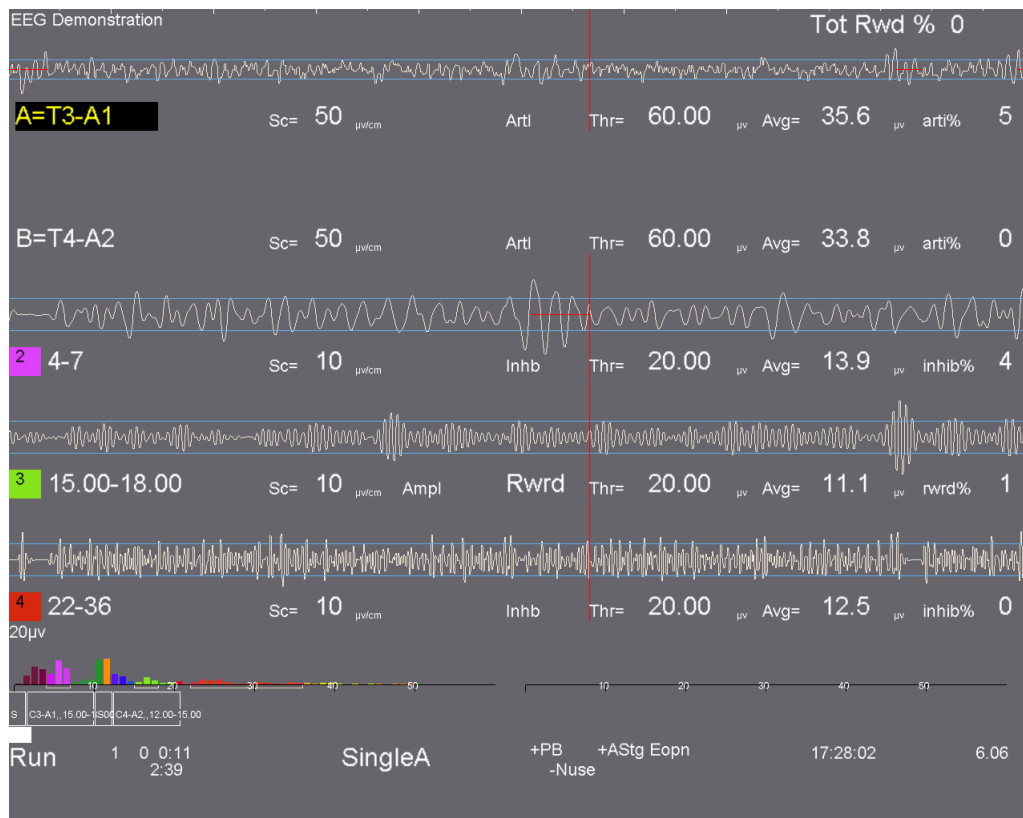 EEG Demonstration Tot Rwd % 0
A=T3-A1 Sc= 50 µv/cm Artl Thr= 60.00 µv Avg= 35.6 µv arti% 5
B=T4-A2 Sc= 50 µv/cm Artl Thr= 60.00 µv Avg= 33.8 µv arti% 0
2 4-7 Sc= 10 µv/cm Inhb Thr= 20.00 µv Avg= 13.9 µv inhib% 4
3 15.00-18.00 Sc= 10 µv/cm Ampl Rwrd Thr= 20.00 µv Avg= 11.1 µv rwrd% 1
4 22-36 Sc= 10 µv/cm Inhb Thr= 20.00 µv Avg= 12.5 µv inhib% 0
20µv
10 20 30 40 50 10 20 30 40 50
S C3-A1,,15.00-1 S00 C4-A2,,12.00-15.00
Run 1 0 0:11 SingleA +PB +AStg Eopn 17:28:02 6.06
2:39 -Nuse